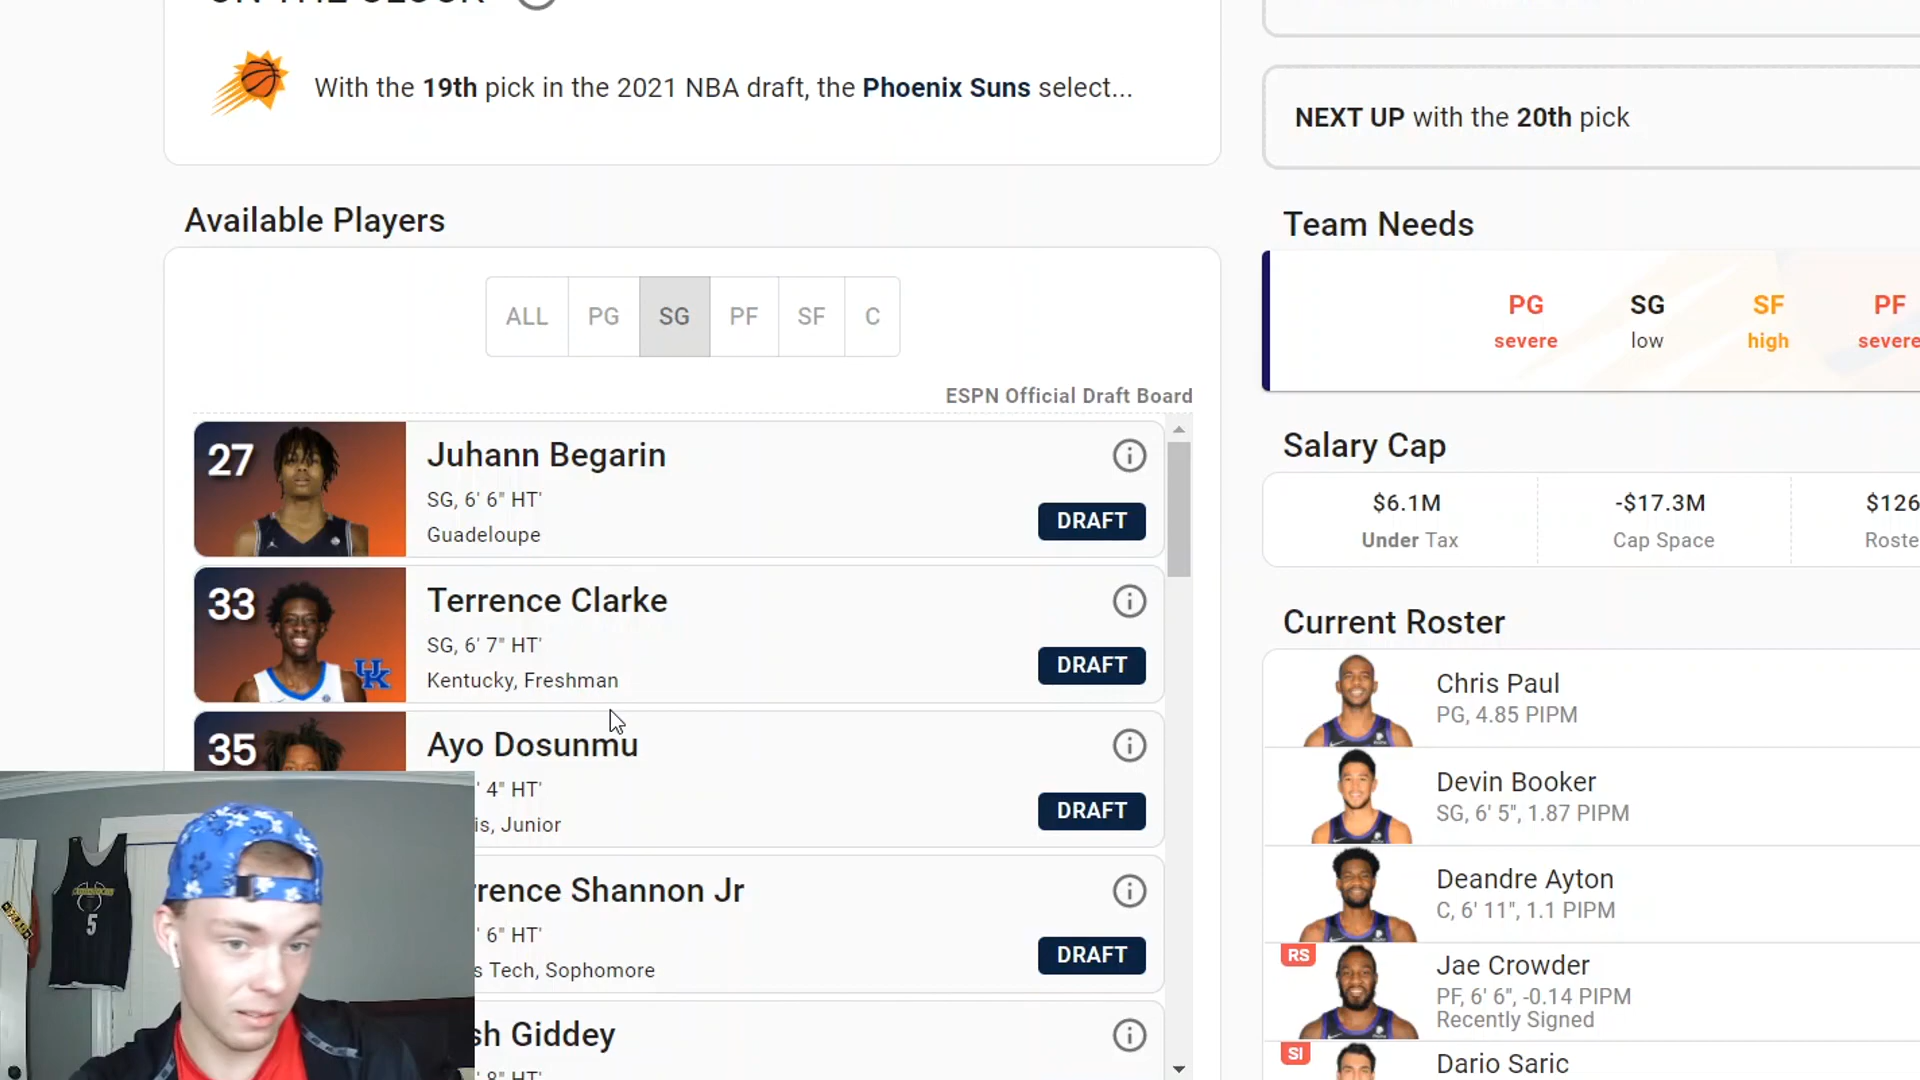 With the 19th pick in the 2021 NBA draft, the Phoenix Suns select...
NEXT UP with the 20th pick
Available Players
ALL PG SG PF SF C
ESPN Official Draft Board
27
Juhann Begarin
SG, 6' 6" HT'
Guadeloupe
DRAFT
33
Terrence Clarke
SG, 6' 7" HT'
Kentucky, Freshman
UK
DRAFT
35
Ayo Dosunmu
' 4" HT'
is, Junior
DRAFT
rrence Shannon Jr
' 6" HT'
s Tech, Sophomore
DRAFT
sh Giddey
' 8" HT'
Team Needs
PG SG SF PF
severe low high severe
Salary Cap
$6.1M -$17.3M $126
Under Tax Cap Space Roste
Current Roster
Chris Paul
PG, 4.85 PIPM
Devin Booker
SG, 6' 5", 1.87 PIPM
Deandre Ayton
C, 6' 11", 1.1 PIPM
RS
Jae Crowder
PF, 6' 6", -0.14 PIPM
Recently Signed
SI
Dario Saric
5